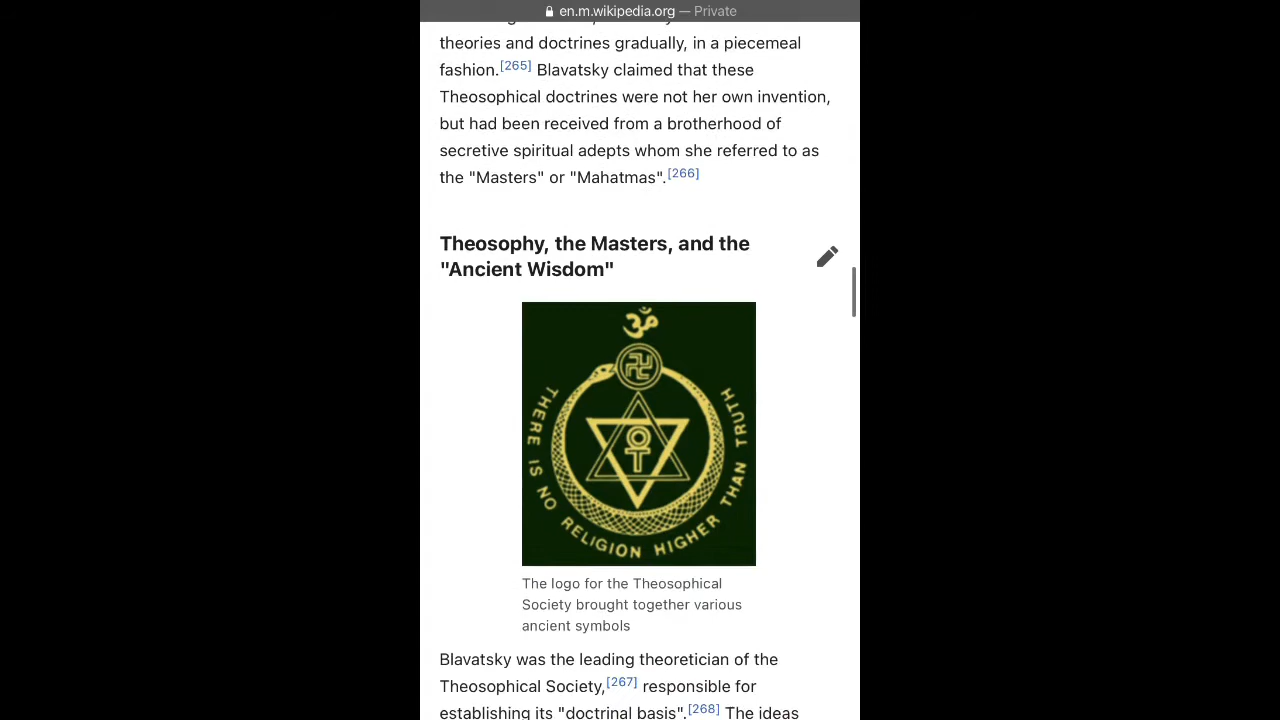 en.m.wikipedia.org — Private
theories and doctrines gradually, in a piecemeal
fashion.[265] Blavatsky claimed that these
Theosophical doctrines were not her own invention,
but had been received from a brotherhood of
secretive spiritual adepts whom she referred to as
the "Masters" or "Mahatmas".[266]
Theosophy, the Masters, and the
"Ancient Wisdom"
ॐ
THERE IS NO RELIGION HIGHER THAN TRUTH
The logo for the Theosophical
Society brought together various
ancient symbols
Blavatsky was the leading theoretician of the
Theosophical Society,[267] responsible for
establishing its "doctrinal basis".[268] The ideas